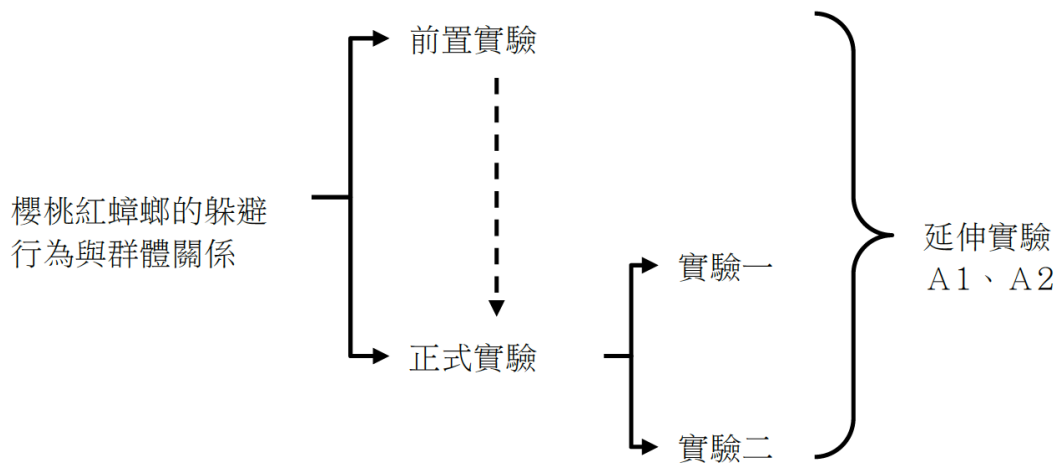 前置實驗
櫻桃紅蟑螂的躲避
行為與群體關係
正式實驗
實驗一
實驗二
延伸實驗
Ａ1、Ａ2